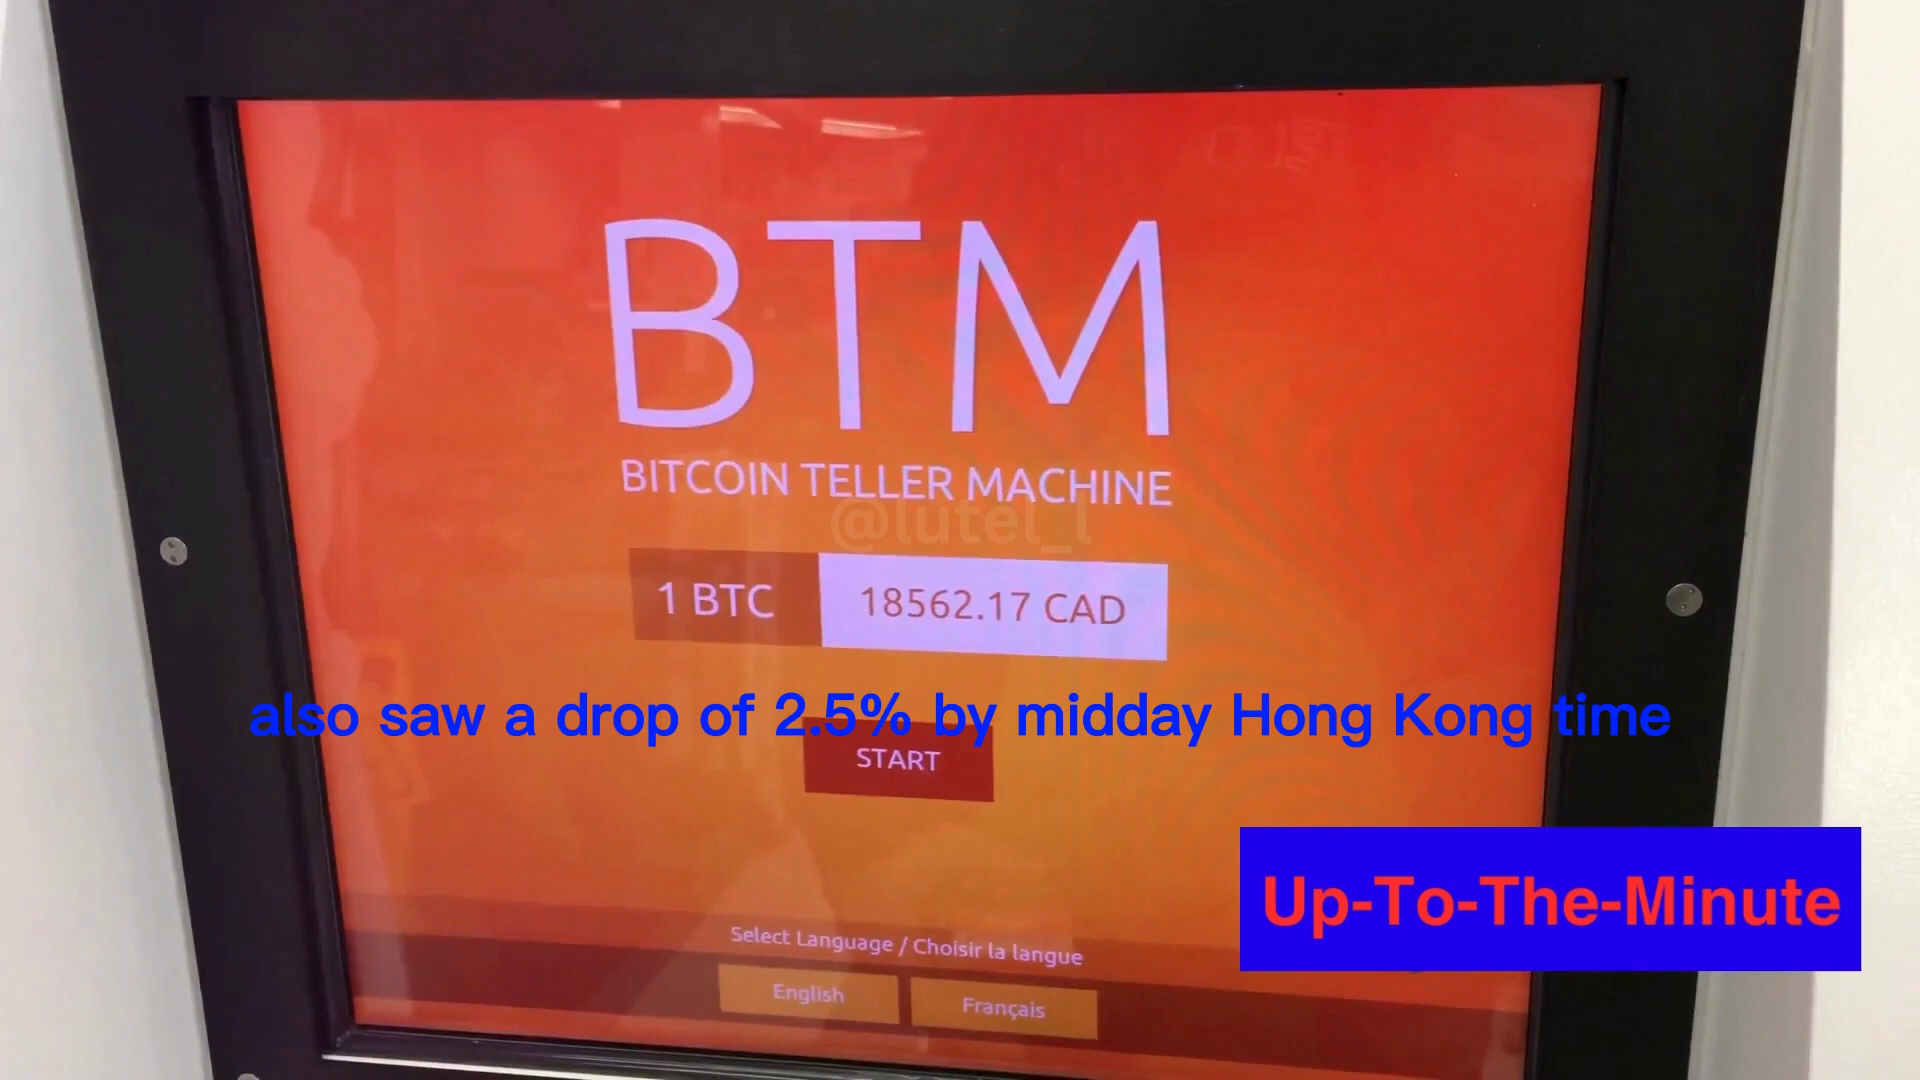 BTM
BITCOIN TELLER MACHINE
@lutel_l
1 BTC 18562.17 CAD
also saw a drop of 2.5% by midday Hong Kong time
START
Up-To-The-Minute
Select Language / Choisir la langue
English Français